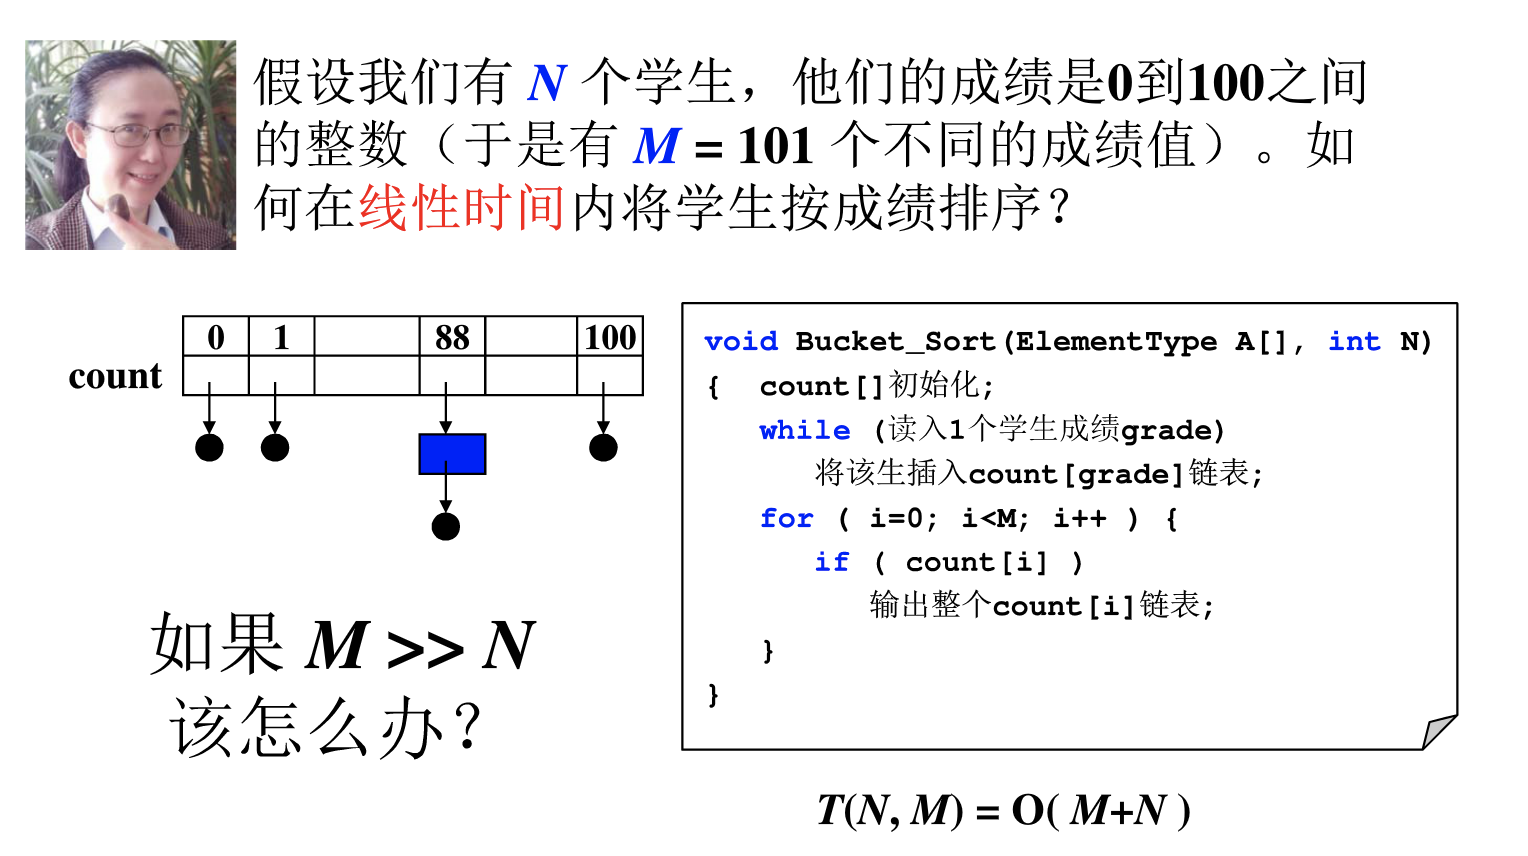 假设我们有 N 个学生，他们的成绩是0到100之间
的整数（于是有 M = 101 个不同的成绩值）。如
何在线性时间内将学生按成绩排序？
0 1 88 100
count
void Bucket_Sort(ElementType A[], int N)
{ count[]初始化;
while (读入1个学生成绩grade)
将该生插入count[grade]链表;
for ( i=0; i<M; i++ ) {
if ( count[i] )
输出整个count[i]链表;
}
}
如果 M >> N
该怎么办？
T(N, M) = O( M+N )